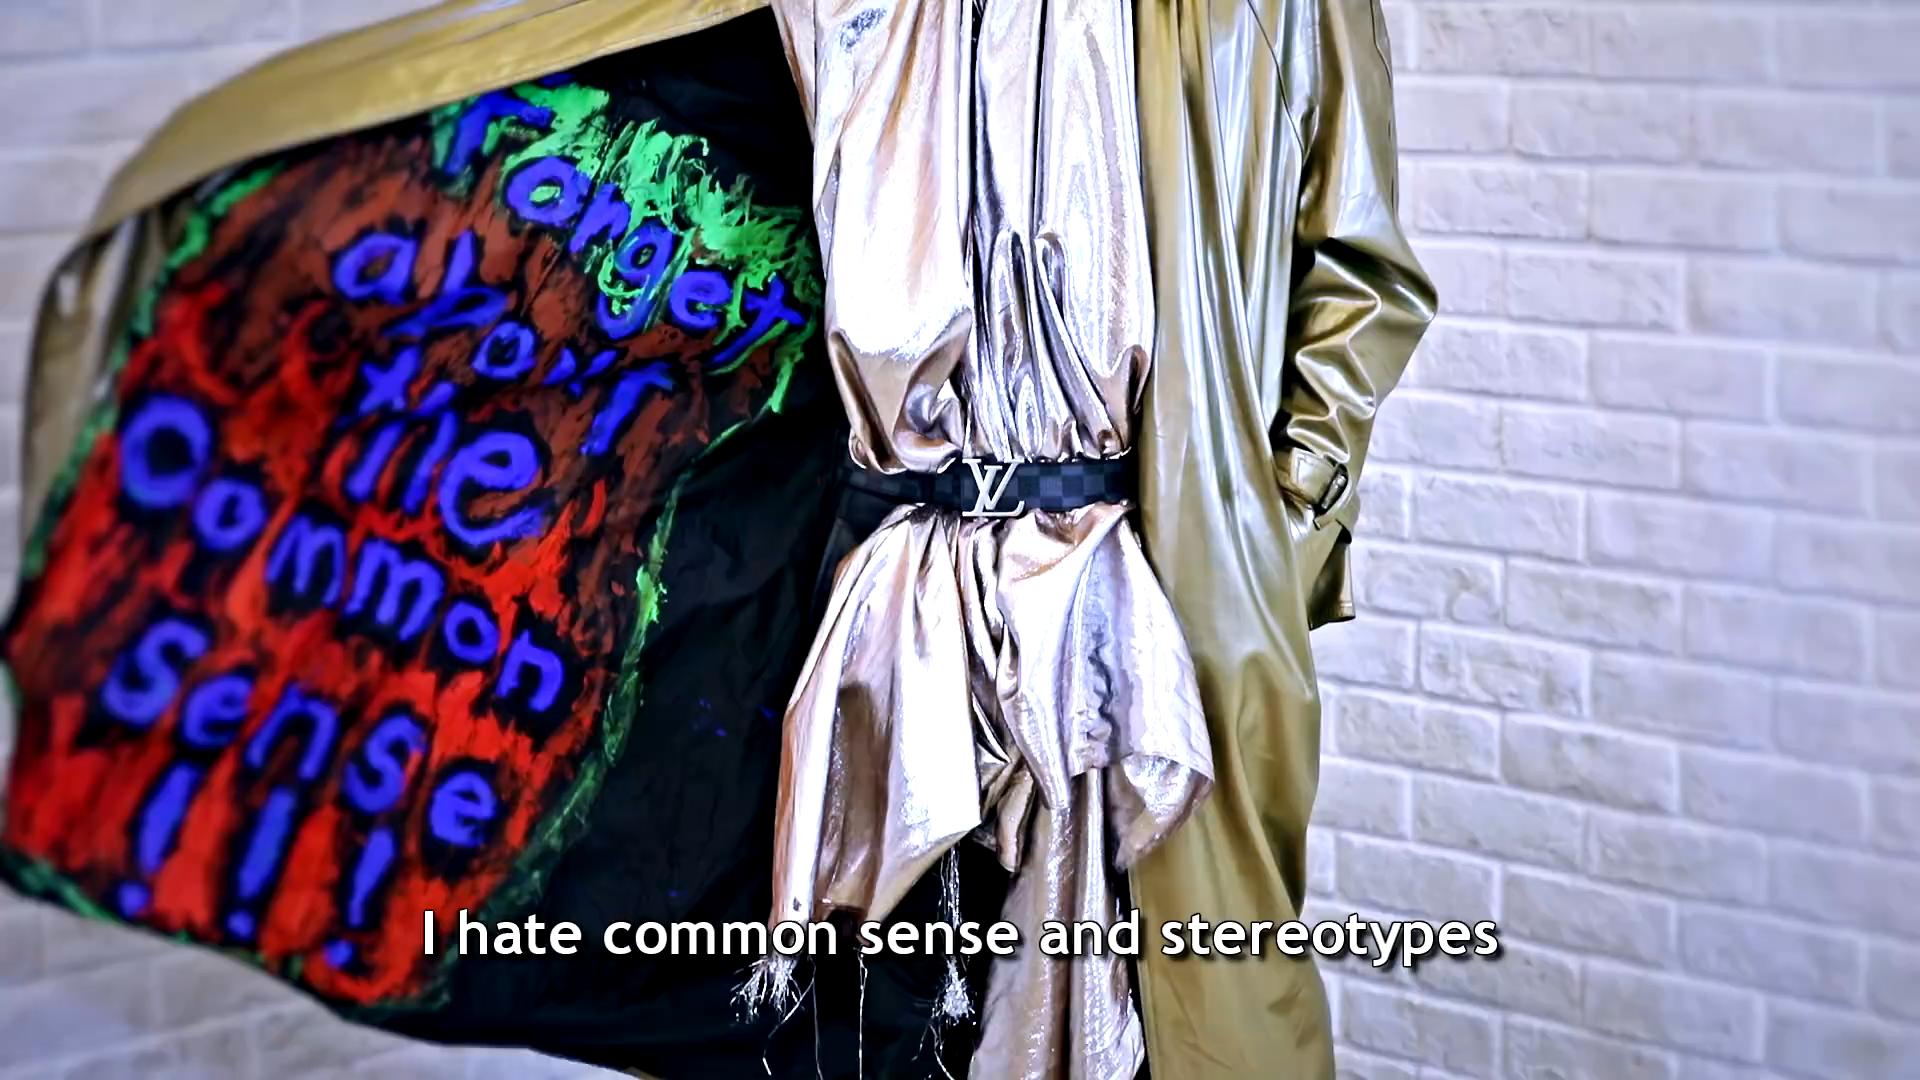 Forget
about
the
Common
sense
!!!
LV
I hate common sense and stereotypes